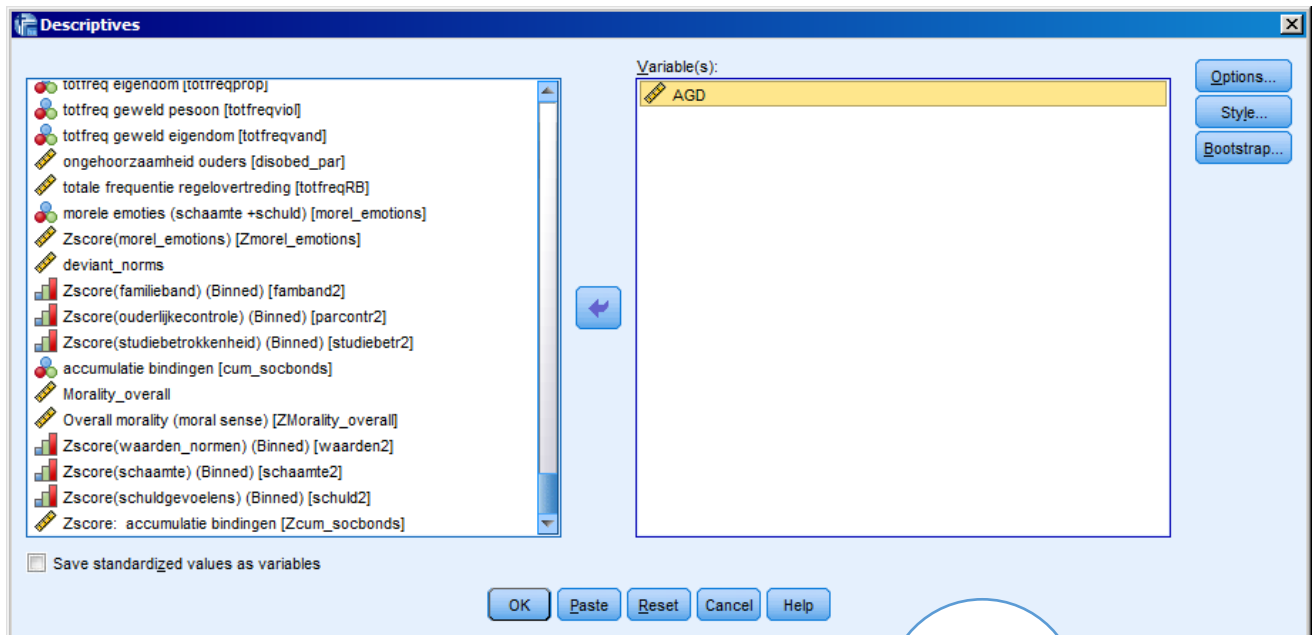 Descriptives
totfreq eigendom [totfreqprop]
totfreq geweld pesoon [totfreqviol]
totfreq geweld eigendom [totfreqvand]
ongehoorzaamheid ouders [disobed_par]
totale frequentie regelovertreding [totfreqRB]
morele emoties (schaamte +schuld) [morel_emotions]
Zscore(morel_emotions) [Zmorel_emotions]
deviant_norms
Zscore(familieband) (Binned) [famband2]
Zscore(ouderlijkecontrole) (Binned) [parcontr2]
Zscore(studiebetrokkenheid) (Binned) [studiebetr2]
accumulatie bindingen [cum_socbonds]
Morality_overall
Overall morality (moral sense) [ZMorality_overall]
Zscore(waarden_normen) (Binned) [waarden2]
Zscore(schaamte) (Binned) [schaamte2]
Zscore(schuldgevoelens) (Binned) [schuld2]
Zscore: accumulatie bindingen [Zcum_socbonds]
Variable(s):
AGD
Options...
Style...
Bootstrap...
Save standardized values as variables
OK Paste Reset Cancel Help